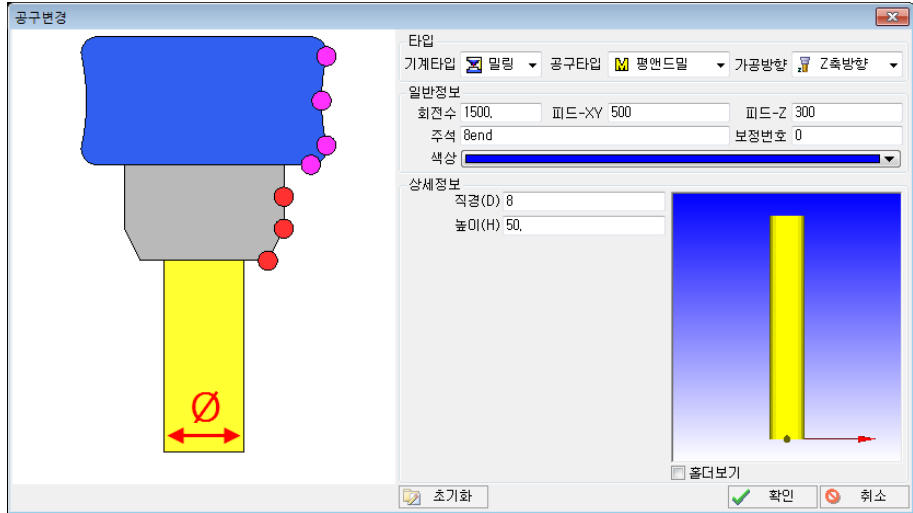 공구변경
타입
기계타입 밀링 공구타입 M 평앤드밀 가공방향 Z Z축방향
일반정보
회전수 1500, 피드-XY 500 피드-Z 300
주석 8end 보정번호 0
색상
상세정보
직경(D) 8
높이(H) 50,
Ø
홀더보기
초기화 확인 취소